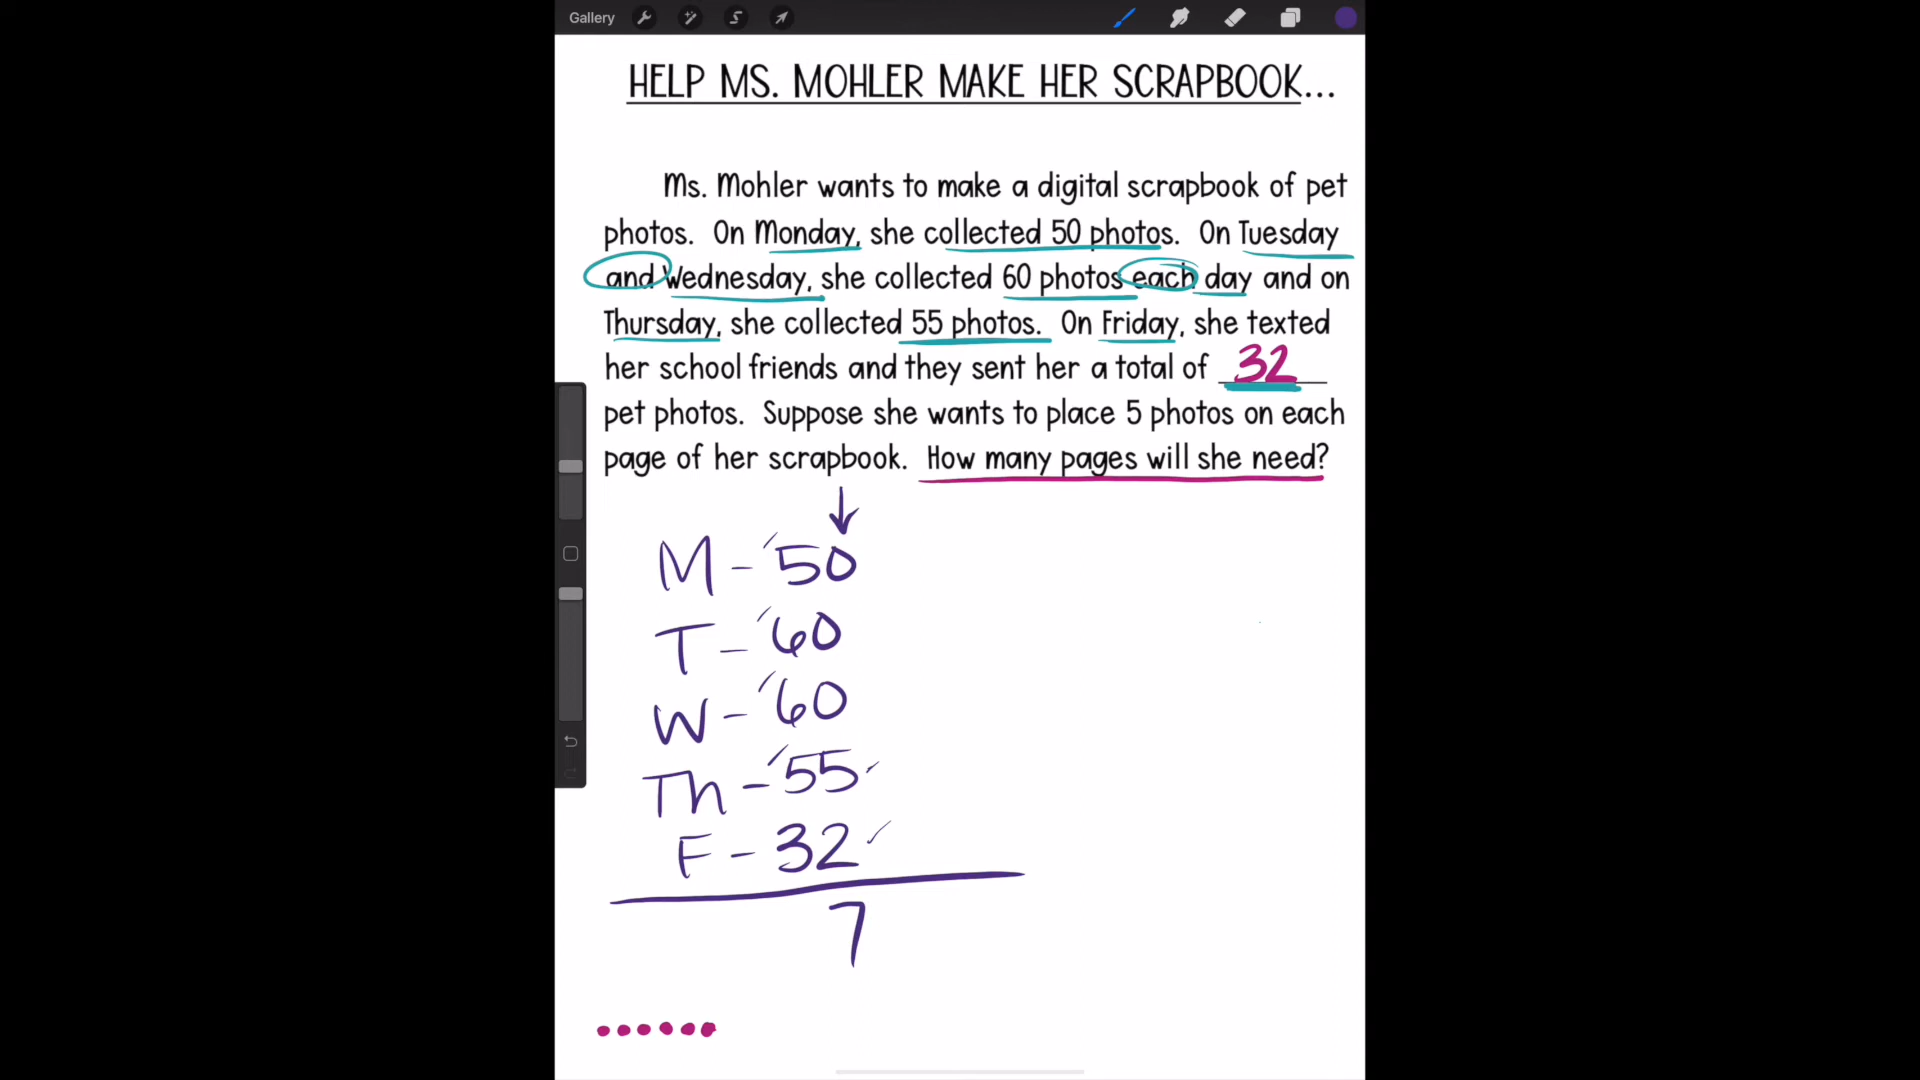 Gallery
HELP MS. MOHLER MAKE HER SCRAPBOOK...
Ms. Mohler wants to make a digital scrapbook of pet
photos. On Monday, she collected 50 photos. On Tuesday
and Wednesday, she collected 60 photos each day and on
Thursday, she collected 55 photos. On Friday, she texted
her school friends and they sent her a total of 32
pet photos. Suppose she wants to place 5 photos on each
page of her scrapbook. How many pages will she need?
M - 50
T - 60
W - 60
Th - 55
F - 32
7